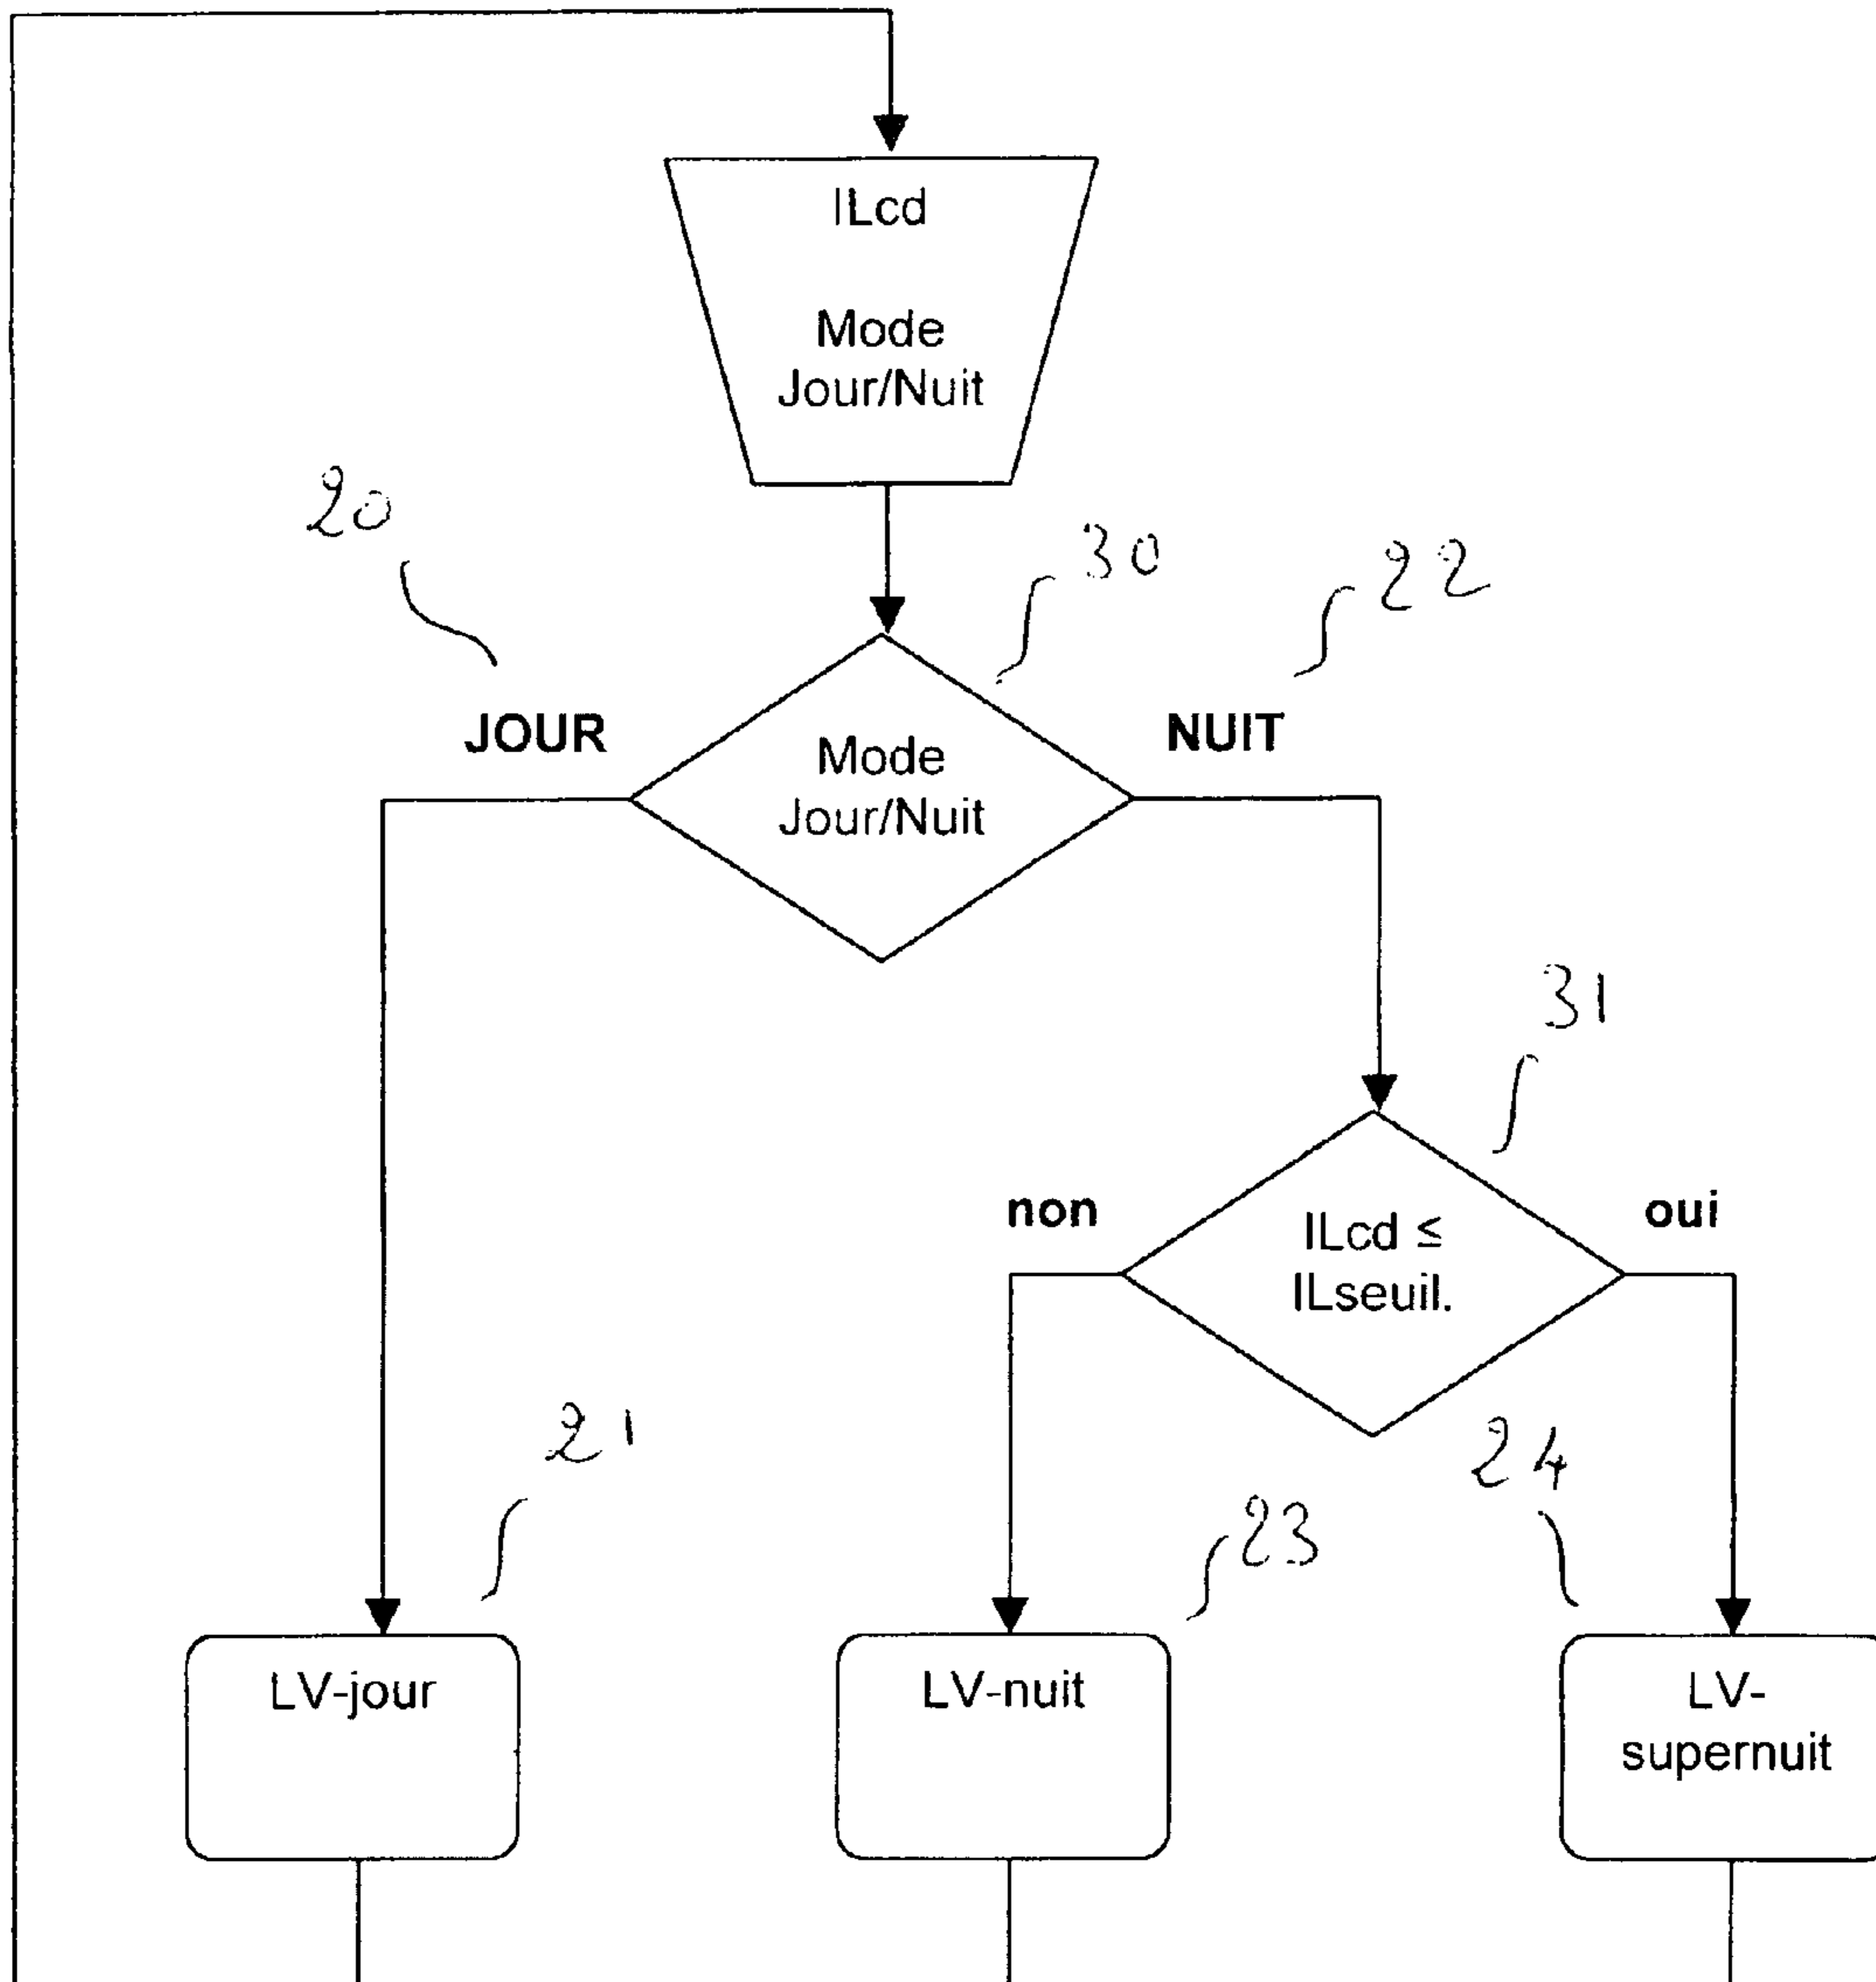 ILcd
Mode
Jour/Nuit
20
30
22
JOUR
NUIT
Mode
Jour/Nuit
31
non
oui
ILcd ≤
ILseuil.
21
24
23
LV-jour
LV-nuit
LV-
supernuit